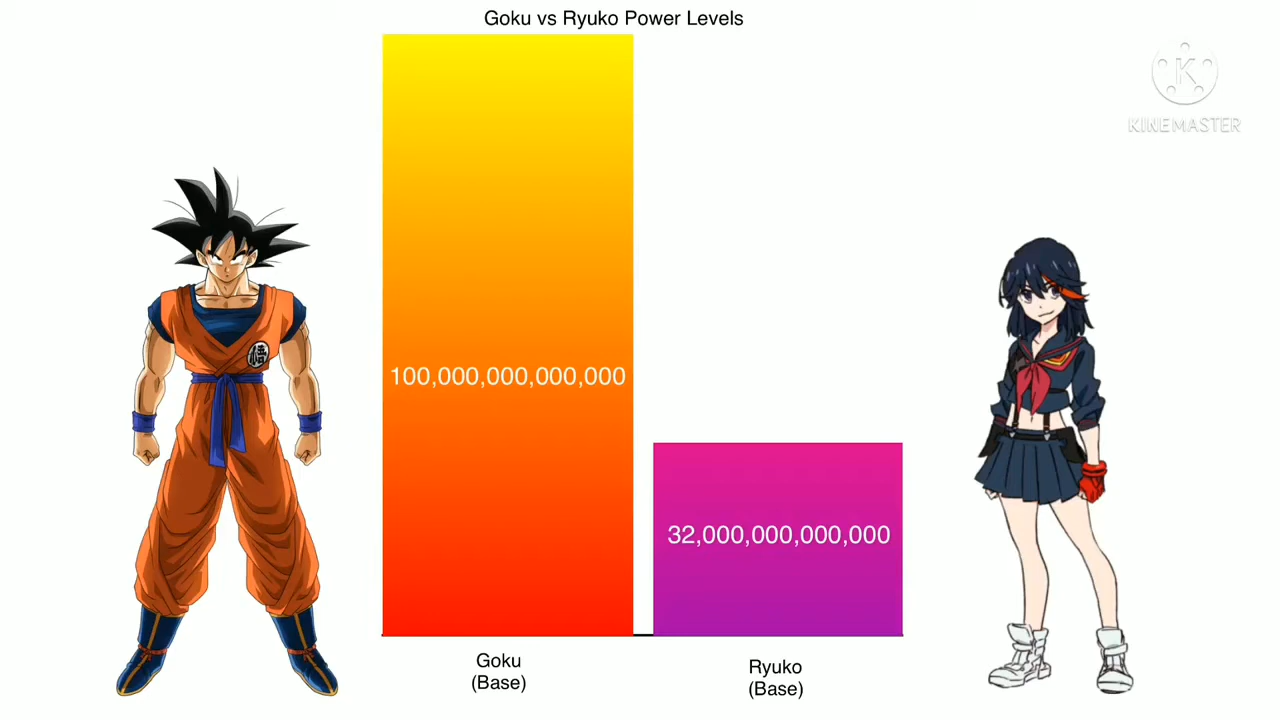 Goku vs Ryuko Power Levels
K
KINEMASTER
悟
100,000,000,000,000
32,000,000,000,000
Goku
(Base)
Ryuko
(Base)